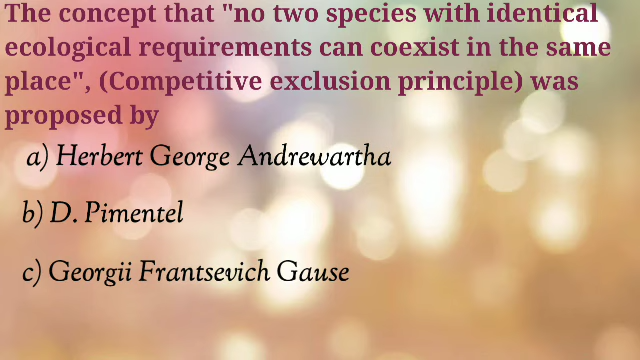 The concept that "no two species with identical
ecological requirements can coexist in the same
place", (Competitive exclusion principle) was
proposed by
a) Herbert George Andrewartha
b) D. Pimentel
c) Georgii Frantsevich Gause